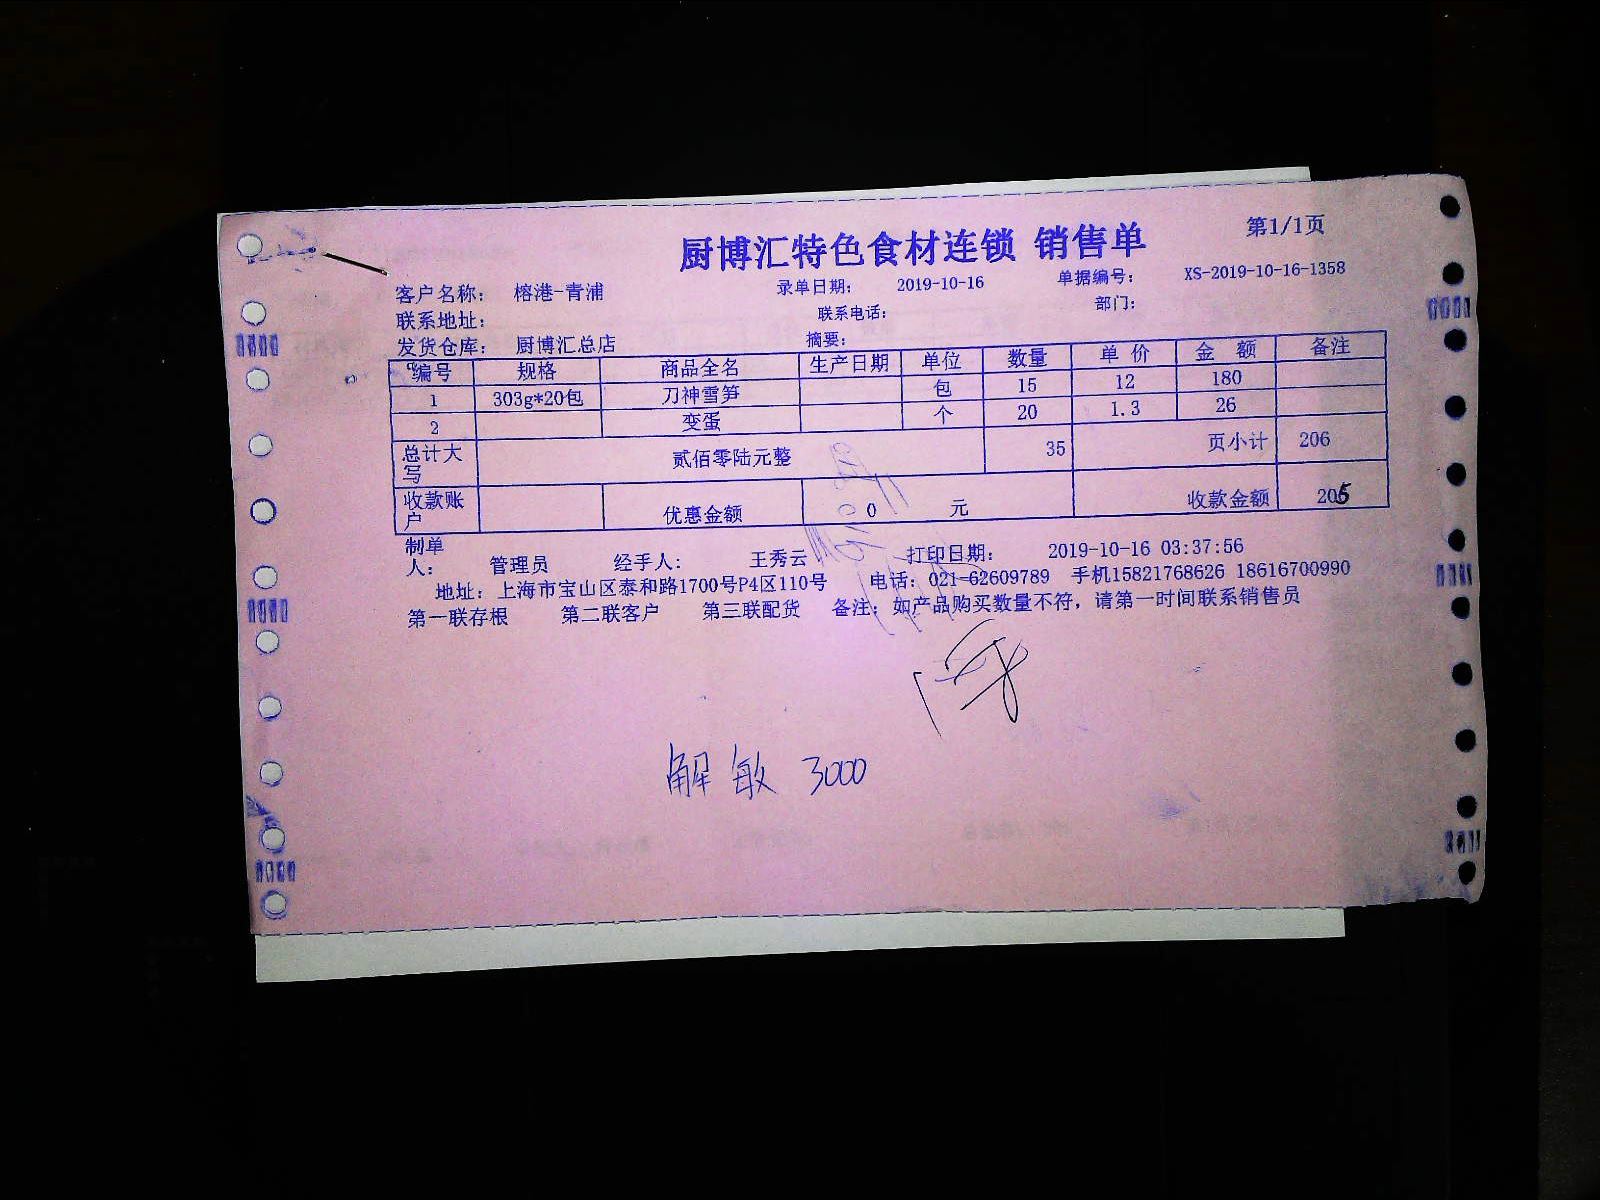 厨博汇特色食材连锁 销售单 第1/1页
客户名称： 榕港-青浦 录单日期： 2019-10-16 单据编号： XS-2019-10-16-1358
联系地址： 联系电话： 部门：
发货仓库： 厨博汇总店 摘要：
编号 规格 商品全名 生产日期 单位 数量 单 价 金 额 备注
1 303g*20包 刀神雪笋 包 15 12 180
2 变蛋 个 20 1.3 26
总计大写 贰佰零陆元整 35 页小计 206
收款账户 优惠金额 0 元 收款金额 205
制单人： 管理员 经手人： 王秀云 打印日期： 2019-10-16 03:37:56
地址：上海市宝山区泰和路1700号P4区110号 电话：021-62609789 手机15821768626 18616700990
第一联存根 第二联客户 第三联配货 备注：如产品购买数量不符，请第一时间联系销售员
解敏 3000